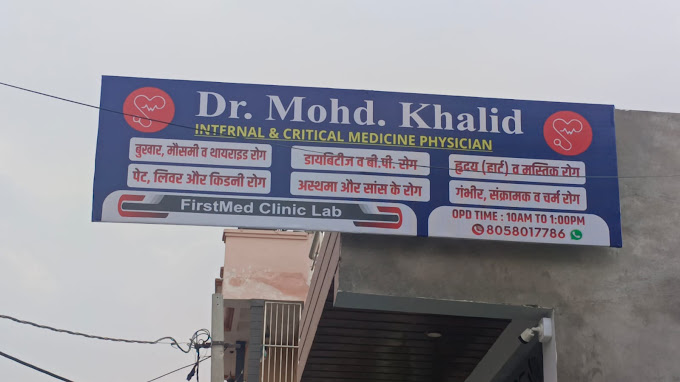 Dr. Mohd. Khalid
INTERNAL & CRITICAL MEDICINE PHYSICIAN
बुखार, मौसमी व थायराइड रोग
डायबिटीज व बी.पी. रोग
हृदय (हार्ट) व मस्तिक रोग
पेट, लिवर और किडनी रोग
अस्थमा और सांस के रोग
गंभीर, संक्रामक व चर्म रोग
FirstMed Clinic Lab
OPD TIME : 10AM TO 1:00PM
8058017786